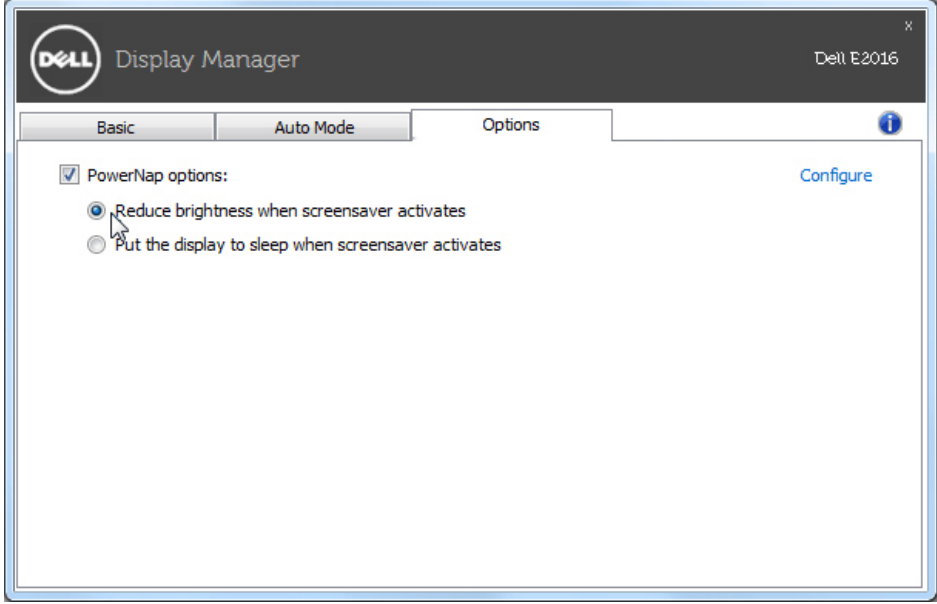 x
DELL Display Manager
Dell E2016
Basic Auto Mode Options i
PowerNap options: Configure
Reduce brightness when screensaver activates
Put the display to sleep when screensaver activates